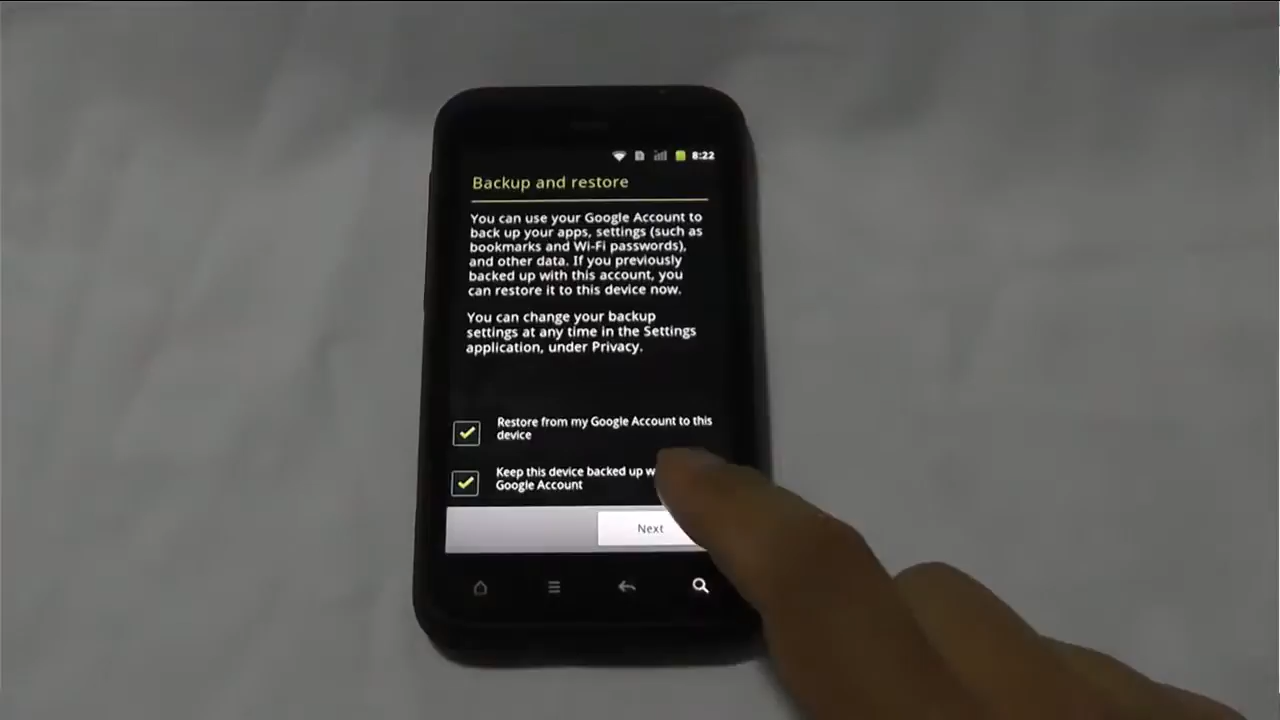 8:22
Backup and restore
You can use your Google Account to
back up your apps, settings (such as
bookmarks and Wi-Fi passwords),
and other data. If you previously
backed up with this account, you
can restore it to this device now.
You can change your backup
settings at any time in the Settings
application, under Privacy.
Restore from my Google Account to this
device
Keep this device backed up
Google Account
Next